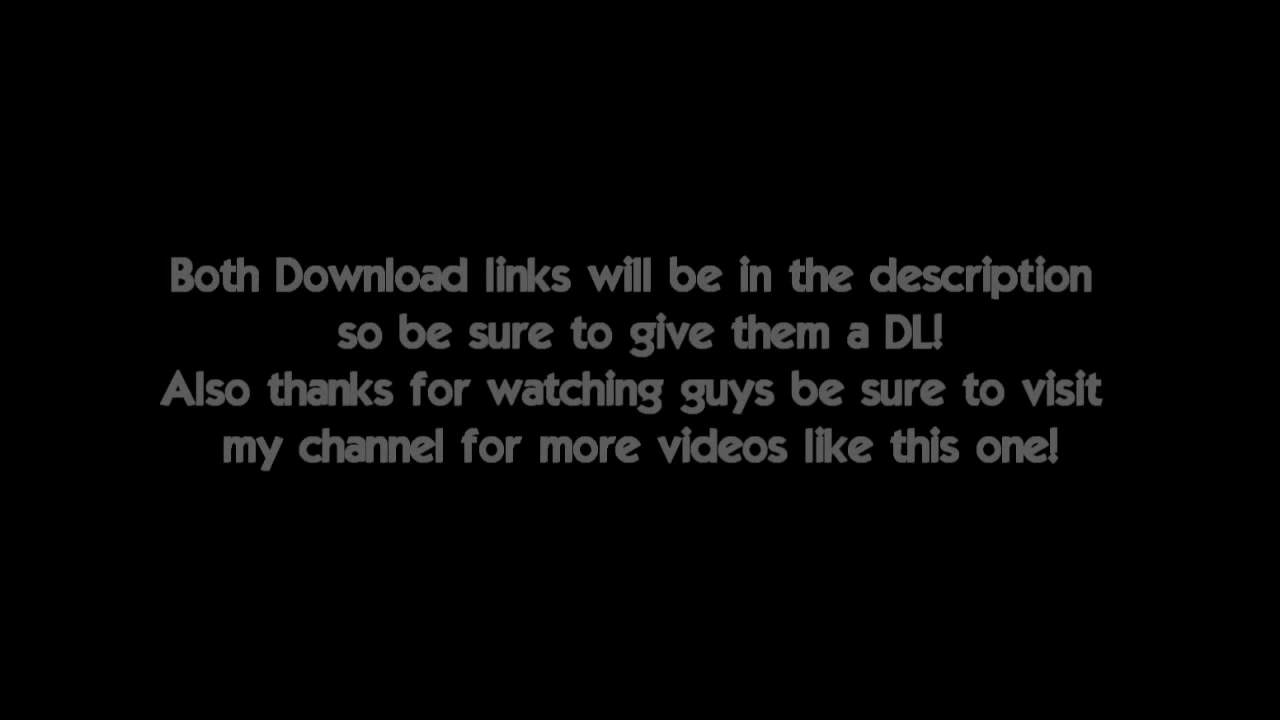 Both Download links will be in the description
so be sure to give them a DL!
Also thanks for watching guys be sure to visit
my channel for more videos like this one!